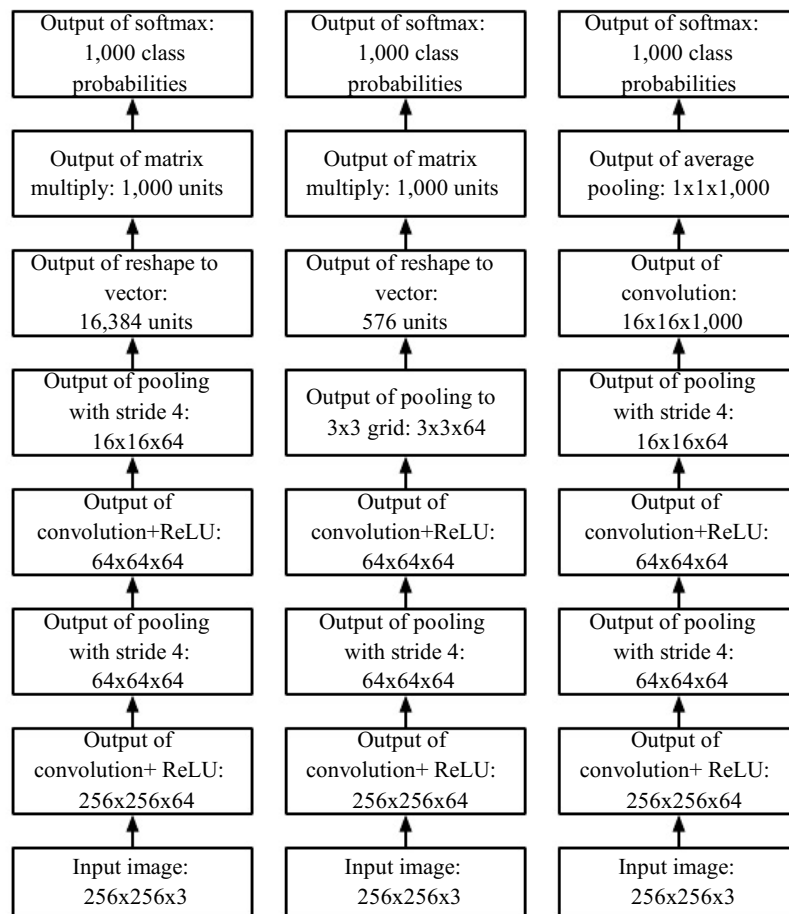 Output of softmax:
1,000 class
probabilities
Output of matrix
multiply: 1,000 units
Output of reshape to
vector:
16,384 units
Output of pooling
with stride 4:
16x16x64
Output of
convolution+ReLU:
64x64x64
Output of pooling
with stride 4:
64x64x64
Output of
convolution+ ReLU:
256x256x64
Input image:
256x256x3
Output of softmax:
1,000 class
probabilities
Output of matrix
multiply: 1,000 units
Output of reshape to
vector:
576 units
Output of pooling to
3x3 grid: 3x3x64
Output of
convolution+ReLU:
64x64x64
Output of pooling
with stride 4:
64x64x64
Output of
convolution+ ReLU:
256x256x64
Input image:
256x256x3
Output of softmax:
1,000 class
probabilities
Output of average
pooling: 1x1x1,000
Output of
convolution:
16x16x1,000
Output of pooling
with stride 4:
16x16x64
Output of
convolution+ReLU:
64x64x64
Output of pooling
with stride 4:
64x64x64
Output of
convolution+ ReLU:
256x256x64
Input image:
256x256x3